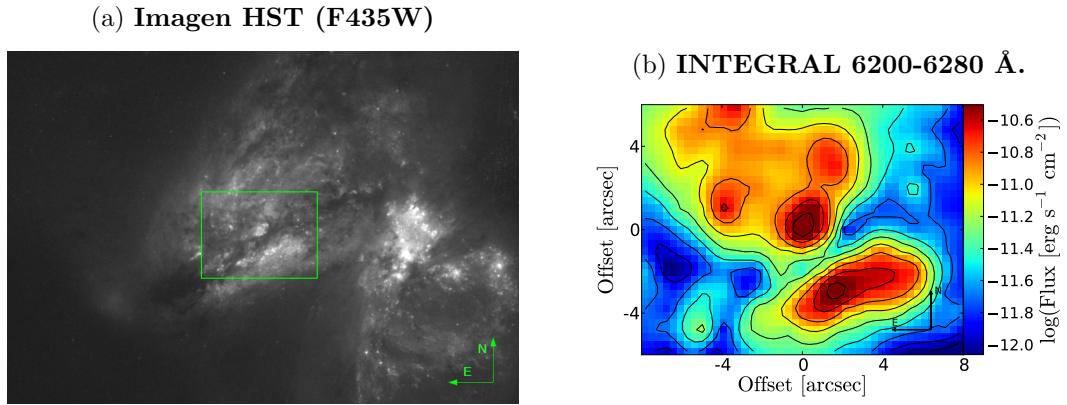 (a) Imagen HST (F435W)
N
E
(b) INTEGRAL 6200-6280 Å.
Offset [arcsec]
4
0
-4
-4
0
4
8
Offset [arcsec]
N
E
−10.6
−10.8
−11.0
−11.2
−11.4
−11.6
−11.8
−12.0
log(Flux [erg s⁻¹ cm⁻²])